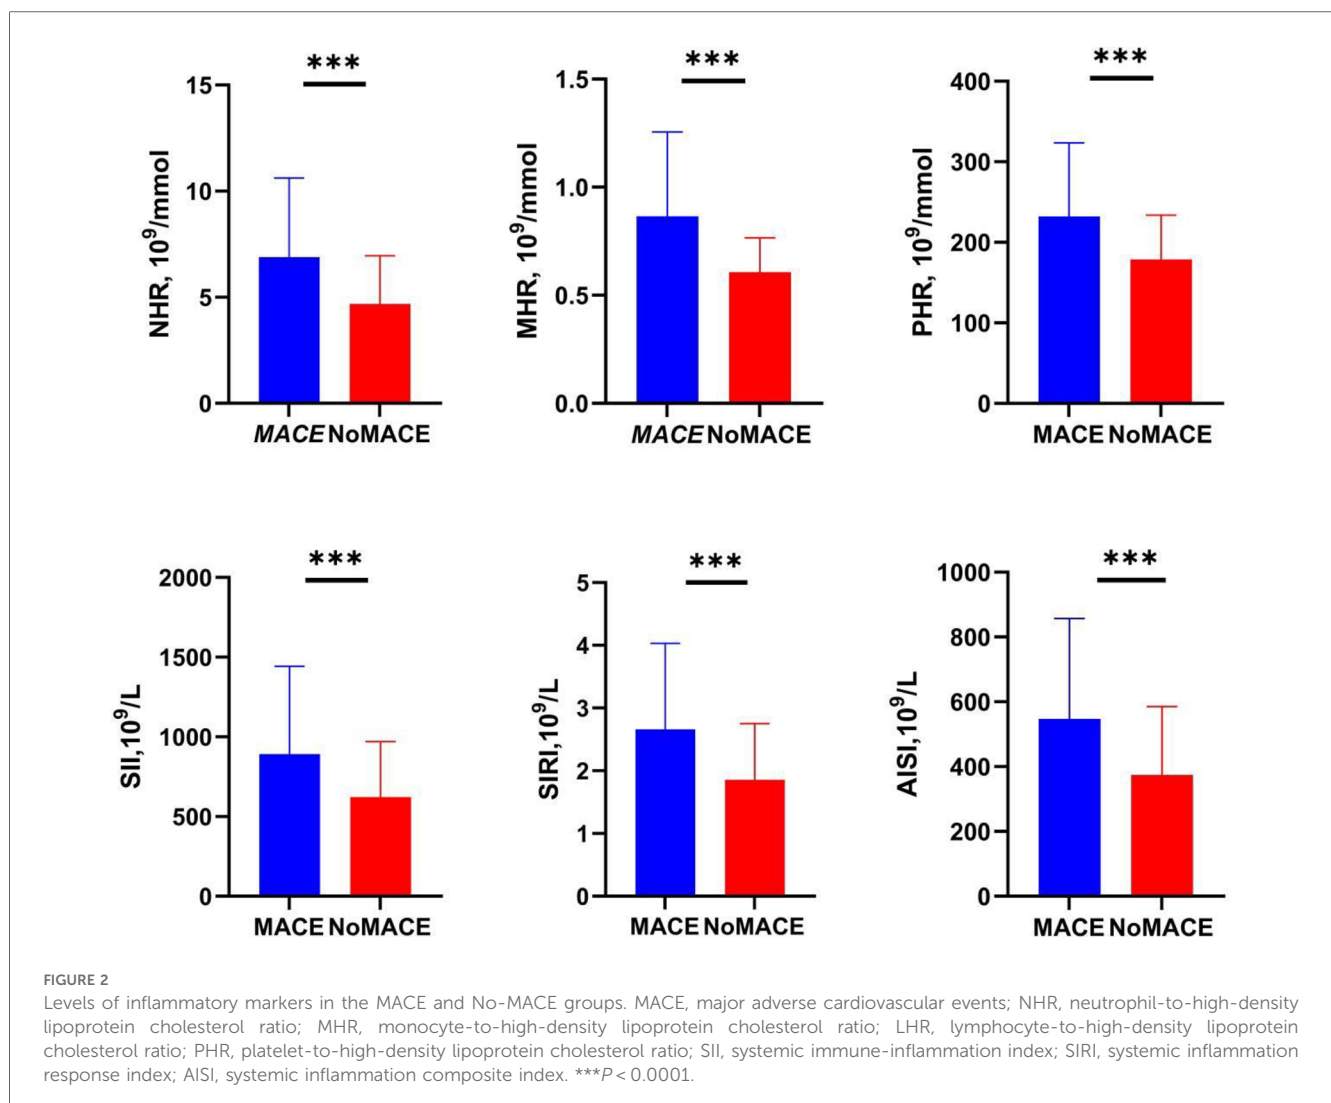 ***
***
***
15
10
5
0
NHR, 10⁹/mmol
MACE NoMACE
1.5
1.0
0.5
0.0
MHR, 10⁹/mmol
MACE NoMACE
400
300
200
100
0
PHR, 10⁹/mmol
MACE NoMACE
***
***
***
2000
1500
1000
500
0
SII,10⁹/L
MACE NoMACE
5
4
3
2
1
0
SIRI,10⁹/L
MACE NoMACE
1000
800
600
400
200
0
AISI,10⁹/L
MACE NoMACE
FIGURE 2
Levels of inflammatory markers in the MACE and No-MACE groups. MACE, major adverse cardiovascular events; NHR, neutrophil-to-high-density
lipoprotein cholesterol ratio; MHR, monocyte-to-high-density lipoprotein cholesterol ratio; LHR, lymphocyte-to-high-density lipoprotein
cholesterol ratio; PHR, platelet-to-high-density lipoprotein cholesterol ratio; SII, systemic immune-inflammation index; SIRI, systemic inflammation
response index; AISI, systemic inflammation composite index. ***P < 0.0001.